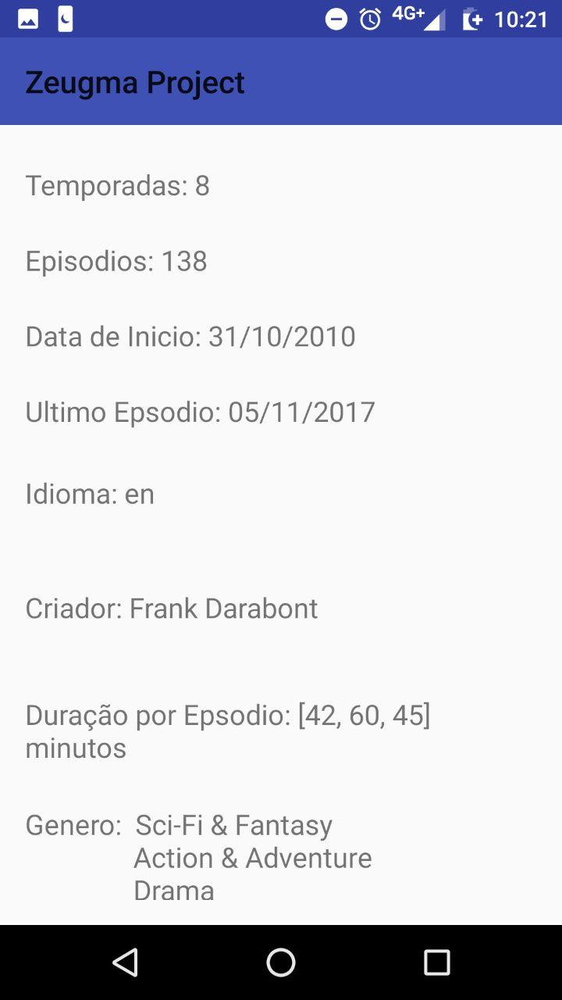 4G+ 10:21
Zeugma Project
Temporadas: 8
Episodios: 138
Data de Inicio: 31/10/2010
Ultimo Epsodio: 05/11/2017
Idioma: en
Criador: Frank Darabont
Duração por Epsodio: [42, 60, 45]
minutos
Genero: Sci-Fi & Fantasy
Action & Adventure
Drama